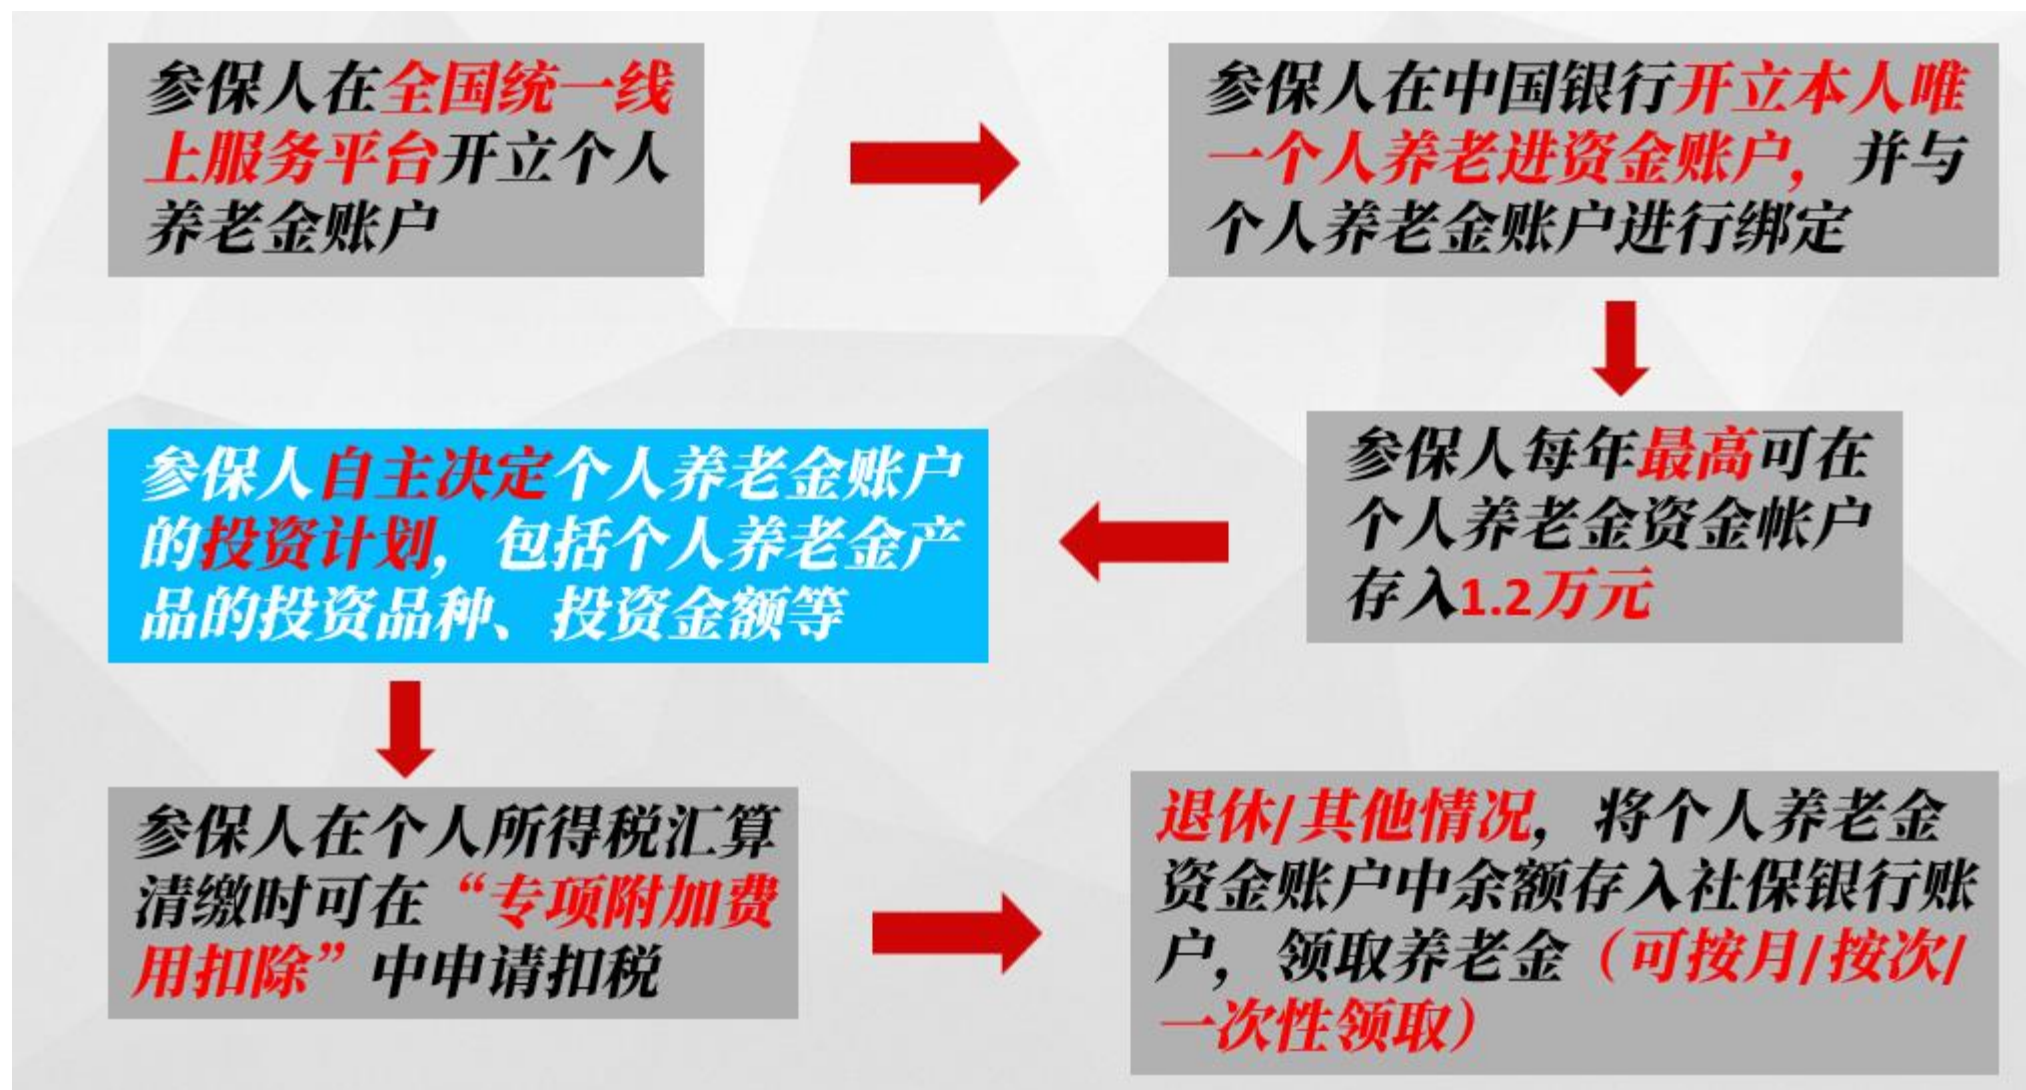 参保人在全国统一线
上服务平台开立个人
养老金账户
参保人在中国银行开立本人唯
一个人养老进资金账户，并与
个人养老金账户进行绑定
参保人每年最高可在
个人养老金资金帐户
存入1.2万元
参保人自主决定个人养老金账户
的投资计划，包括个人养老金产
品的投资品种、投资金额等
参保人在个人所得税汇算
清缴时可在“专项附加费
用扣除”中申请扣税
退休/其他情况，将个人养老金
资金账户中余额存入社保银行账
户，领取养老金（可按月/按次/
一次性领取）